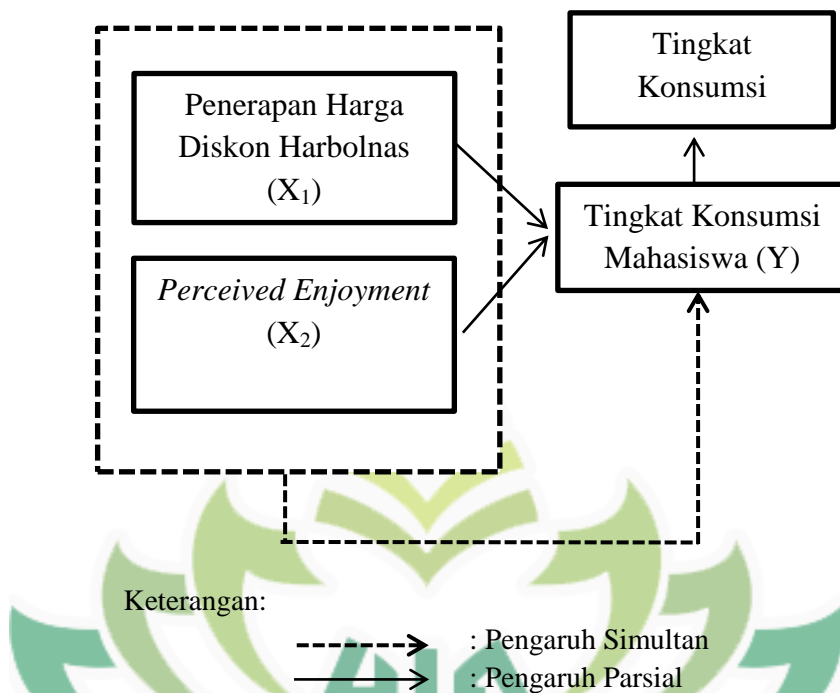 Penerapan Harga
Diskon Harbolnas
(X₁)
Perceived Enjoyment
(X₂)
Tingkat
Konsumsi
Tingkat Konsumsi
Mahasiswa (Y)
Keterangan:
: Pengaruh Simultan
: Pengaruh Parsial